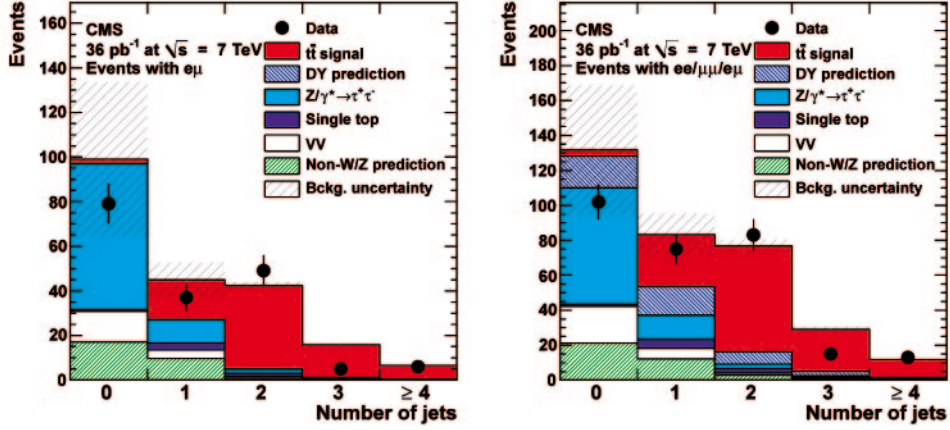 Events
160
140
120
100
80
60
40
20
0
CMS
36 pb⁻¹ at √s = 7 TeV
Events with eμ
Data
tt̄ signal
DY prediction
Z/γ*→τ⁺τ⁻
Single top
VV
Non-W/Z prediction
Bckg. uncertainty
0 1 2 3 ≥ 4
Number of jets
Events
200
180
160
140
120
100
80
60
40
20
0
CMS
36 pb⁻¹ at √s = 7 TeV
Events with ee/μμ/eμ
Data
tt̄ signal
DY prediction
Z/γ*→τ⁺τ⁻
Single top
VV
Non-W/Z prediction
Bckg. uncertainty
0 1 2 3 ≥ 4
Number of jets